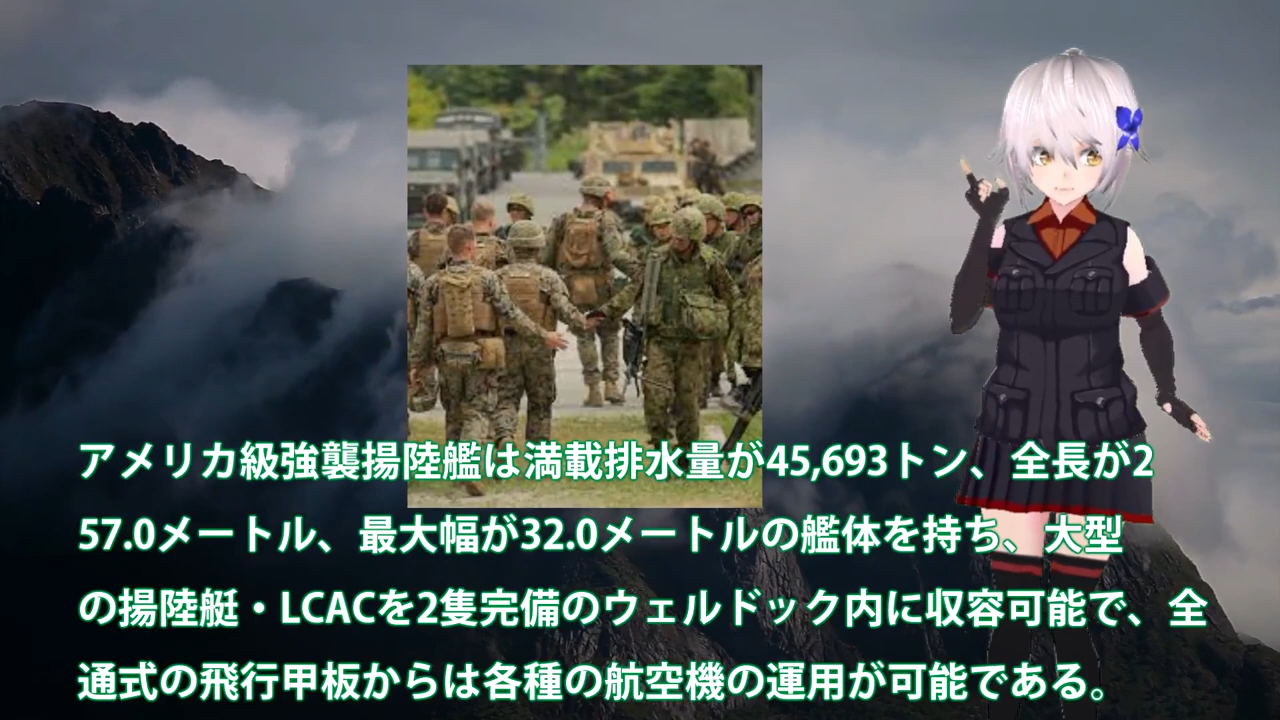 アメリカ級強襲揚陸艦は満載排水量が45,693トン、全長が2
57.0メートル、最大幅が32.0メートルの艦体を持ち、大型
の揚陸艇・LCACを2隻完備のウェルドック内に収容可能で、全
通式の飛行甲板からは各種の航空機の運用が可能である。